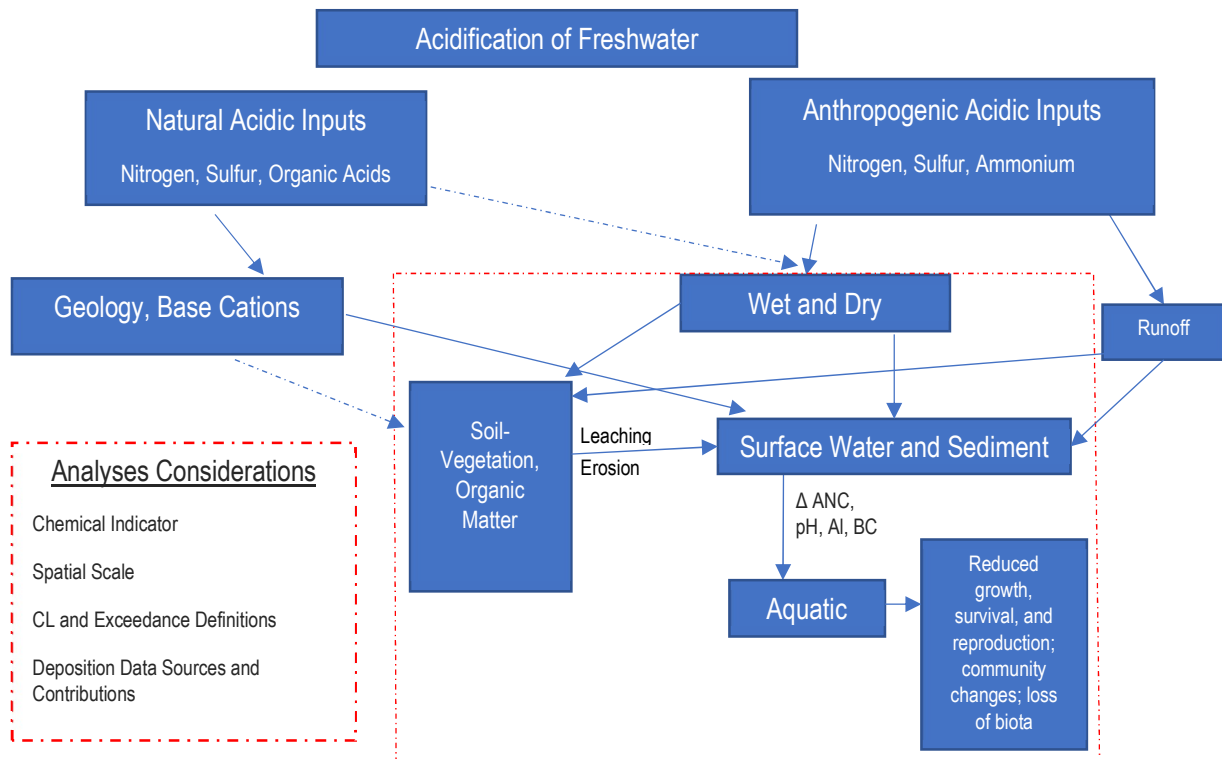 Acidification of Freshwater
Natural Acidic Inputs
Nitrogen, Sulfur, Organic Acids
Anthropogenic Acidic Inputs
Nitrogen, Sulfur, Ammonium
Geology, Base Cations
Wet and Dry
Runoff
Soil-
Vegetation,
Organic
Matter
Leaching
Erosion
Surface Water and Sediment
Δ ANC,
pH, Al, BC
Aquatic
Reduced
growth,
survival, and
reproduction;
community
changes; loss
of biota
Analyses Considerations
Chemical Indicator
Spatial Scale
CL and Exceedance Definitions
Deposition Data Sources and
Contributions